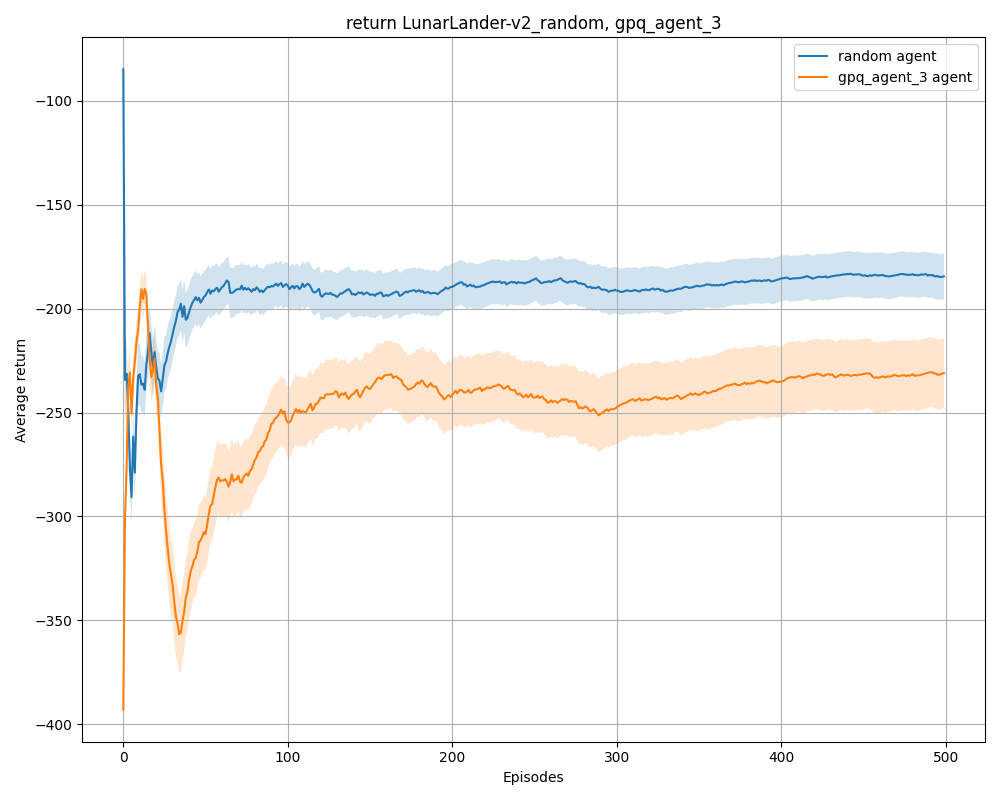 return LunarLander-v2_random, gpq_agent_3
random agent
gpq_agent_3 agent
Average return
−100
−150
−200
−250
−300
−350
−400
0
100
200
300
400
500
Episodes